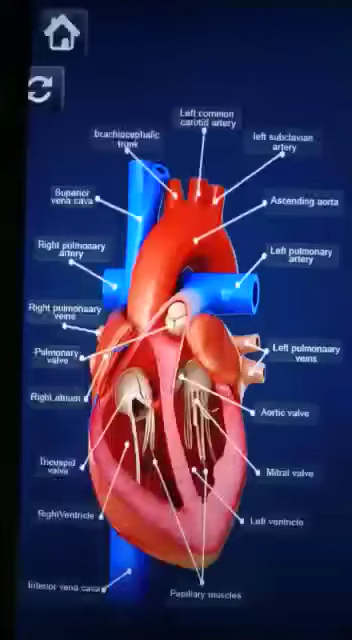 Left common
carotid artery
brachiocephalic
trunk
left subclavian
artery
Superior
vena cava
Ascending aorta
Right pulmonary
artery
Left pulmonary
artery
Right pulmonary
veins
Pulmonary
valve
Left pulmonary
veins
Right atrium
Aortic valve
Tricuspid
valve
Mitral valve
Right Ventricle
Left ventricle
Inferior vena cava
Papillary muscles